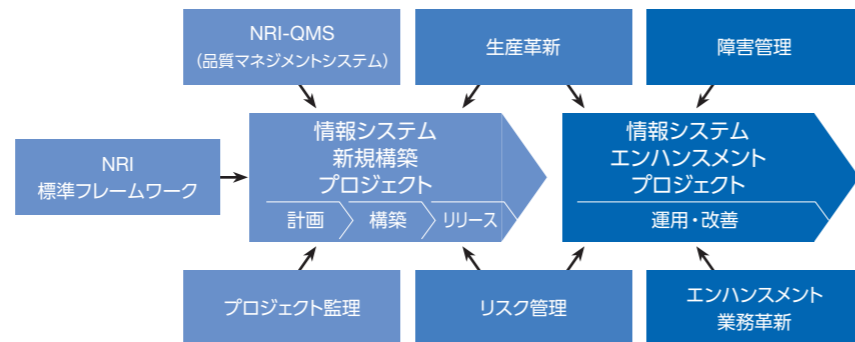 NRI-QMS
（品質マネジメントシステム）
生産革新
障害管理
NRI
標準フレームワーク
情報システム
新規構築
プロジェクト
計画
構築
リリース
情報システム
エンハンスメント
プロジェクト
運用・改善
プロジェクト監理
リスク管理
エンハンスメント
業務革新